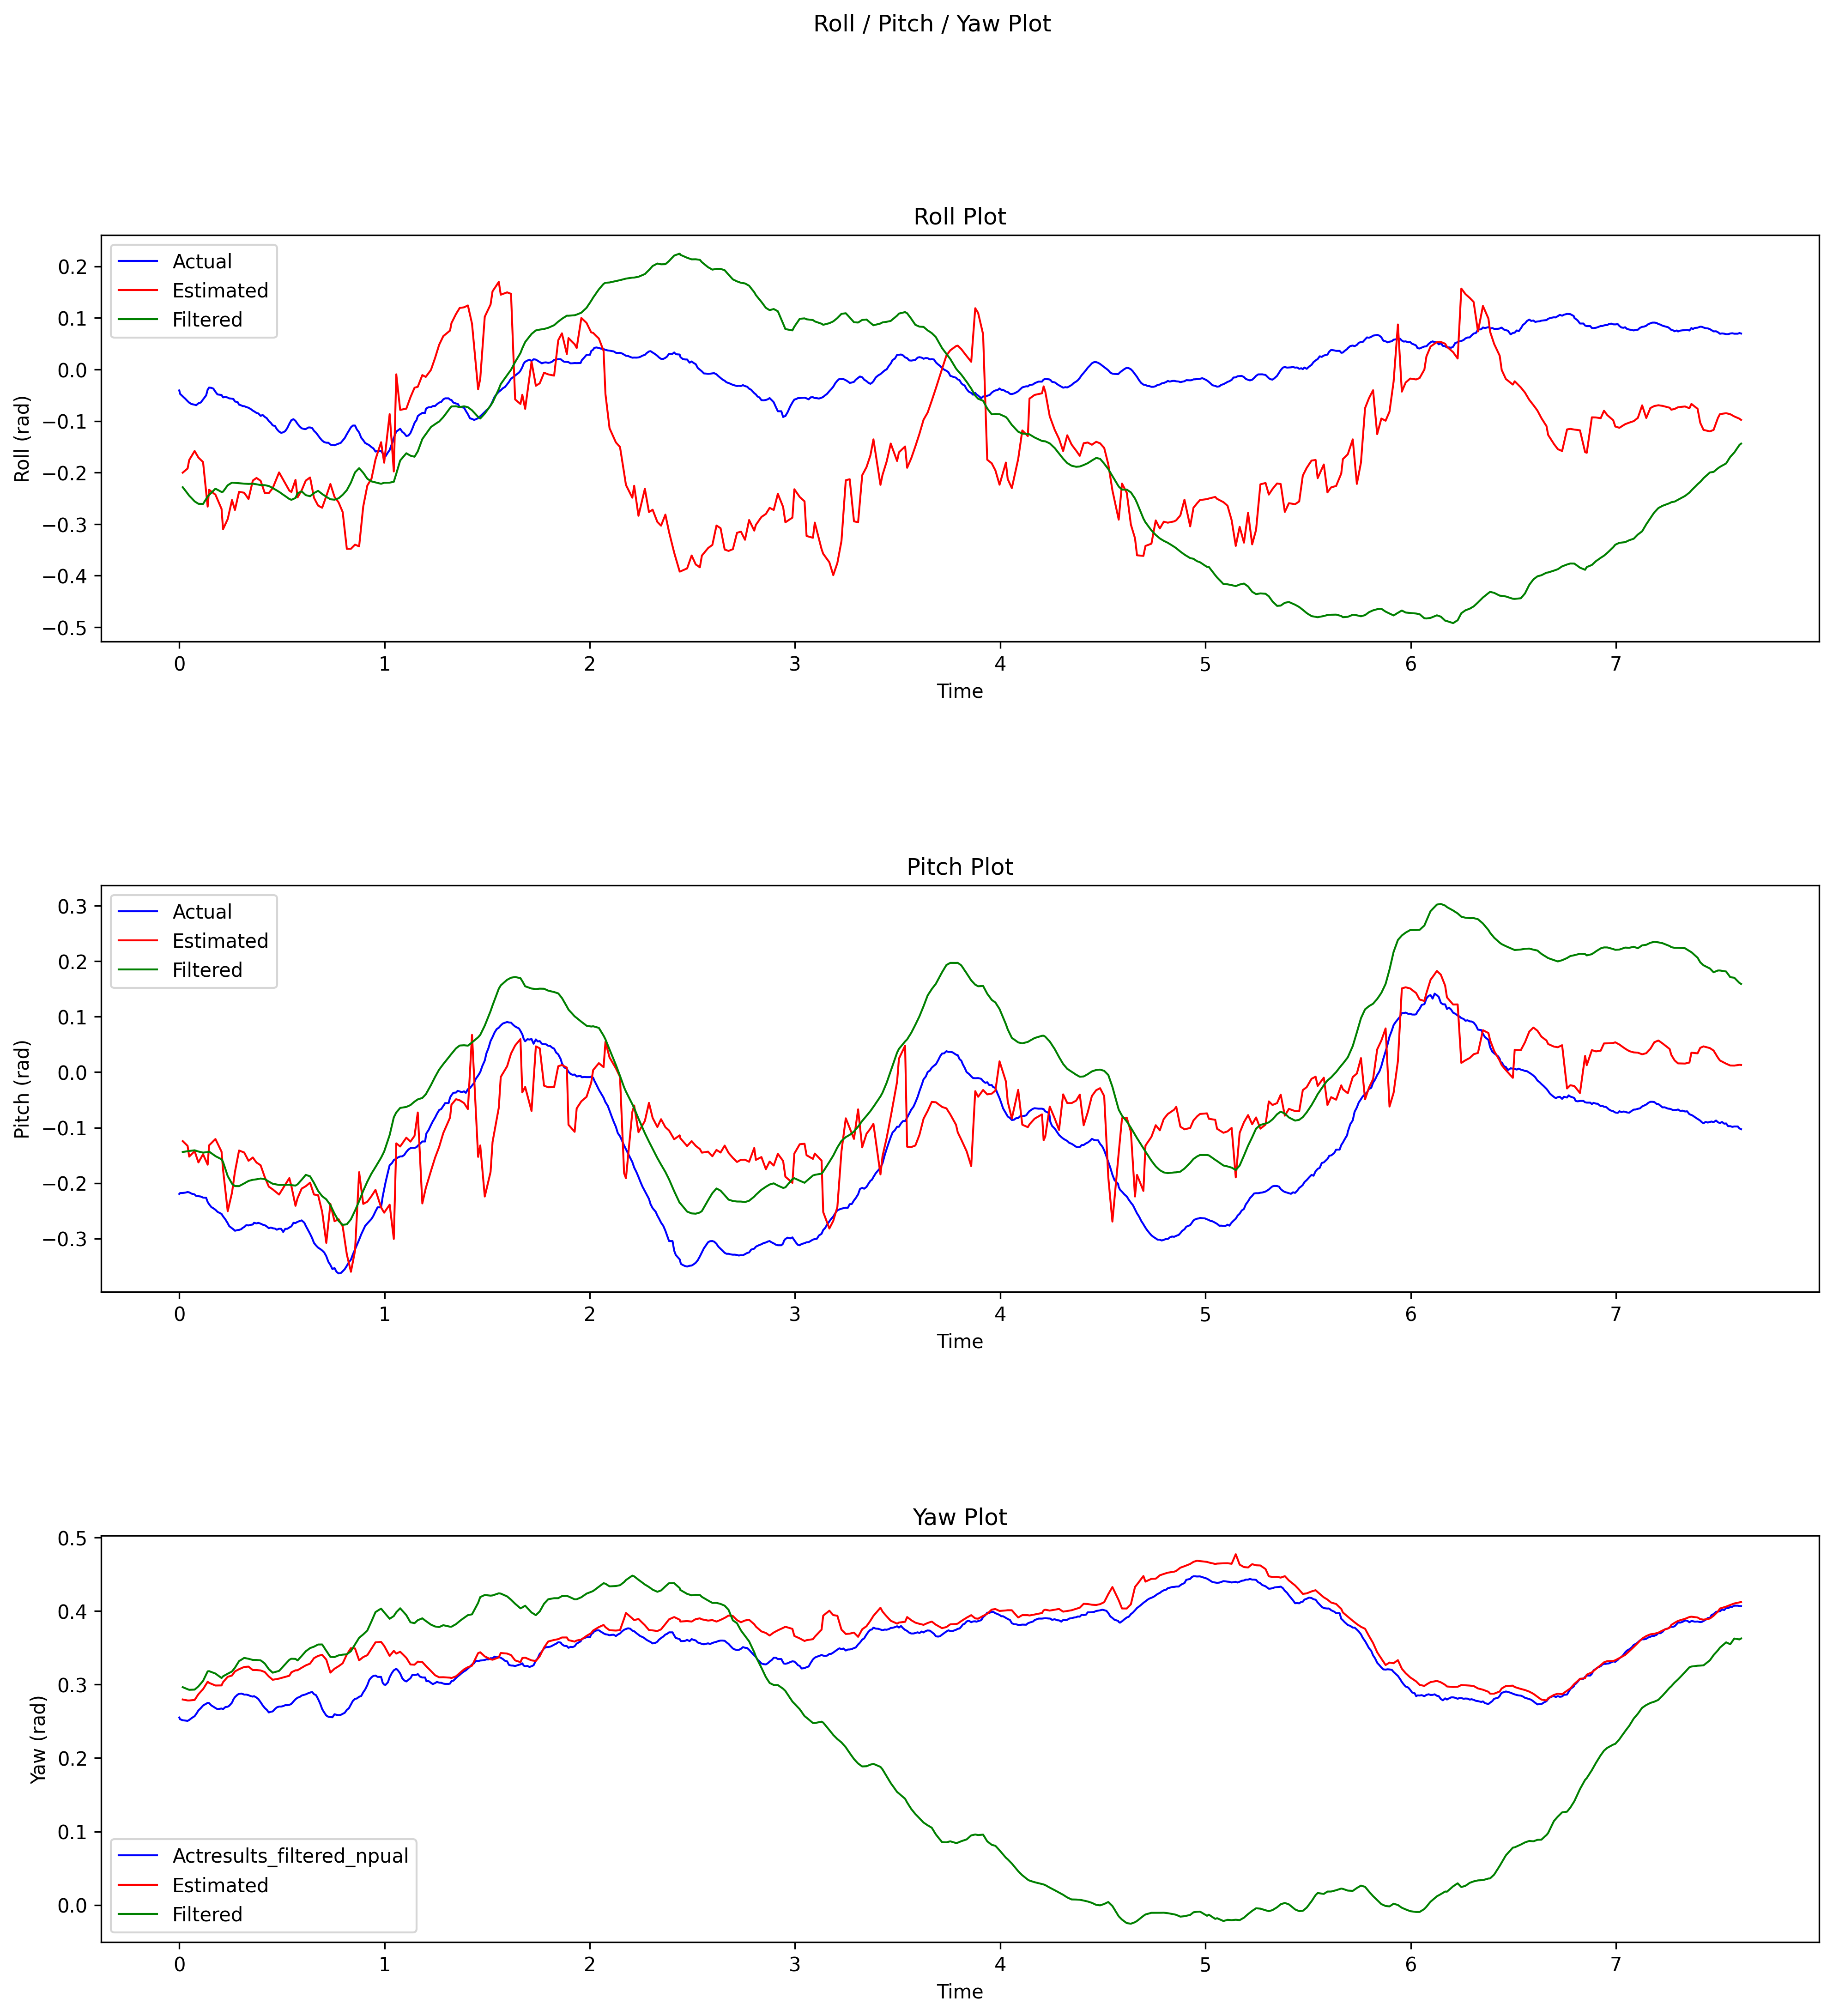 Roll / Pitch / Yaw Plot
Roll Plot
Actual
Estimated
Filtered
0.2
0.1
0.0
−0.1
−0.2
−0.3
−0.4
−0.5
Roll (rad)
0 1 2 3 4 5 6 7
Time
Pitch Plot
Actual
Estimated
Filtered
0.3
0.2
0.1
0.0
−0.1
−0.2
−0.3
Pitch (rad)
0 1 2 3 4 5 6 7
Time
Yaw Plot
0.5
0.4
0.3
0.2
0.1
0.0
Yaw (rad)
Actresults_filtered_npual
Estimated
Filtered
0 1 2 3 4 5 6 7
Time